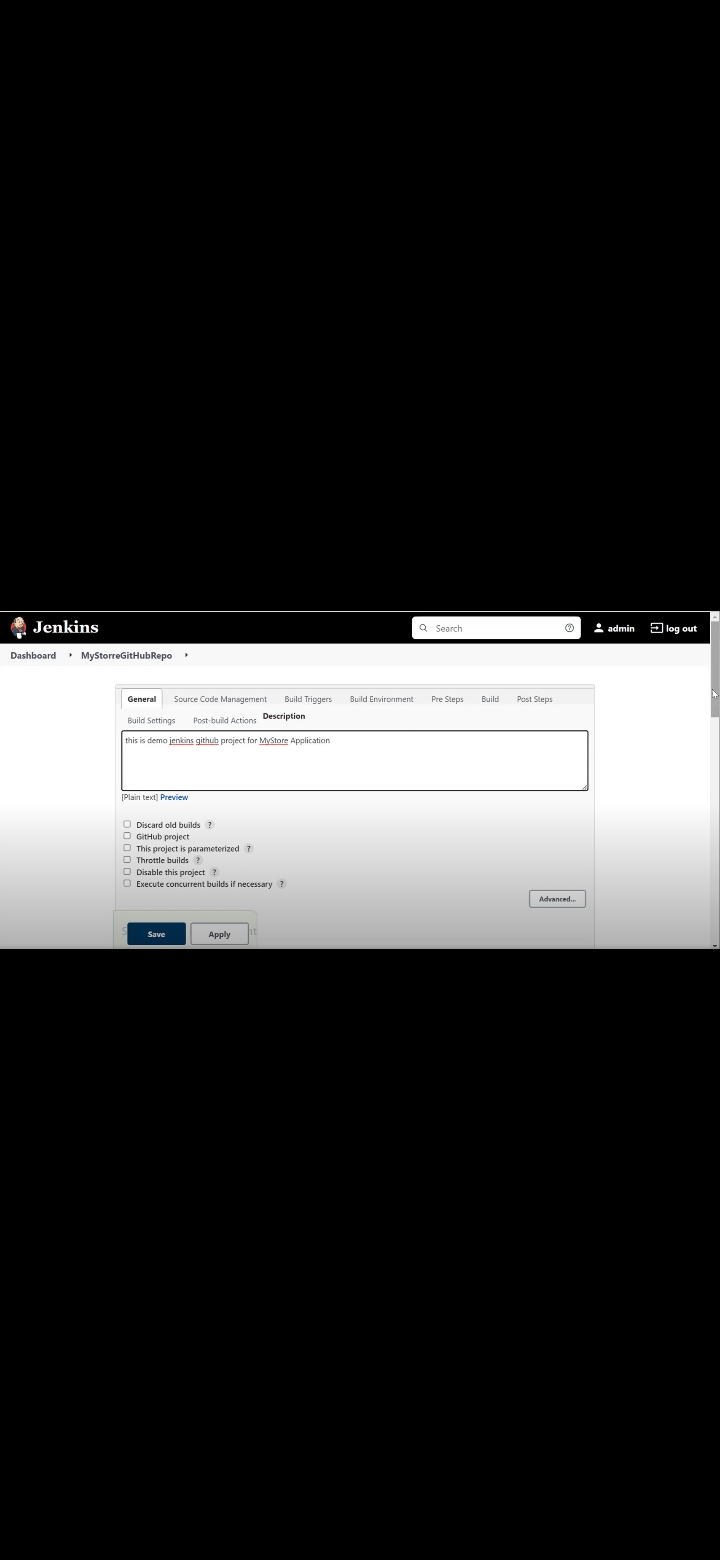 Jenkins Search admin log out
Dashboard MyStorreGitHubRepo
General Source Code Management Build Triggers Build Environment Pre Steps Build Post Steps
Build Settings Post-build Actions Description
this is demo jenkins github project for MyStore Application
[Plain text] Preview
Discard old builds ?
GitHub project
This project is parameterized ?
Throttle builds ?
Disable this project ?
Execute concurrent builds if necessary ?
Advanced...
Save Apply